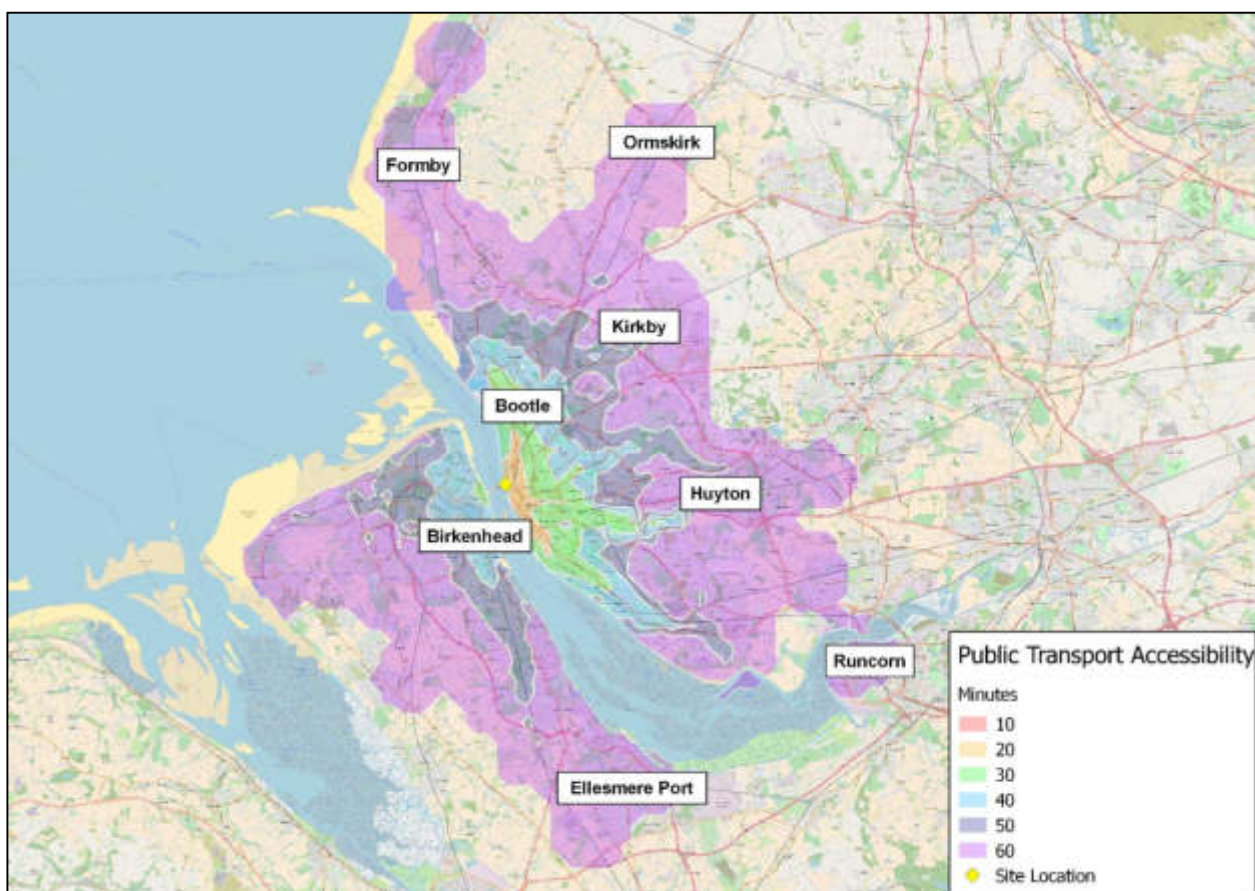 Formby
Ormskirk
Kirkby
Bootle
Huyton
Birkenhead
Runcorn
Ellesmere Port
Public Transport Accessibility
Minutes
10
20
30
40
50
60
Site Location